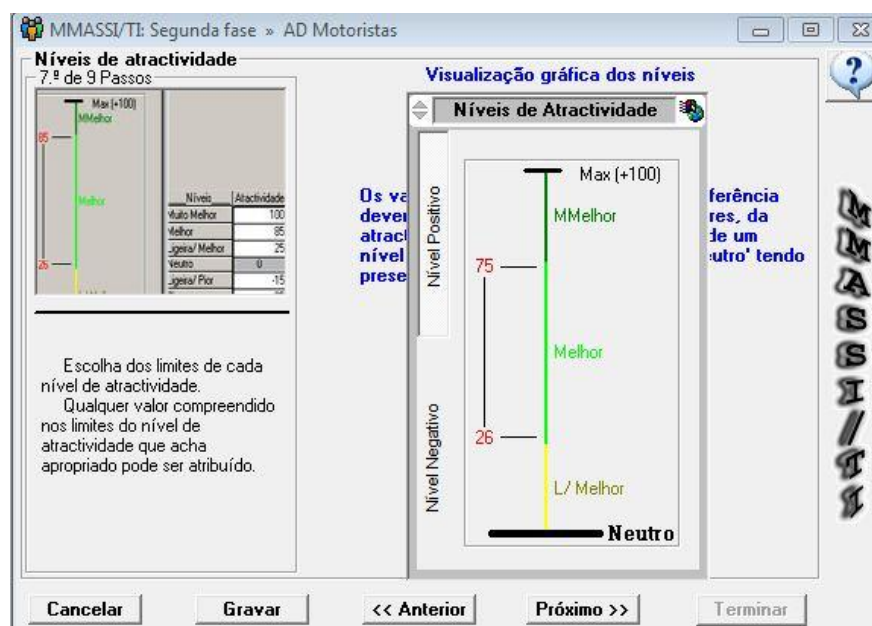 MMASSI/TI: Segunda fase » AD Motoristas
Níveis de atractividade
7.º de 9 Passos
Max (+100)
MMelhor
85
Melhor
26
Níveis Atactividade
Muito Melhor 100
Melhor 85
Ligeira/ Melhor 25
Neutro 0
Ligeira/ Pior -15
Escolha dos limites de cada
nível de atractividade.
Qualquer valor compreendido
nos limites do nível de
atractividade que acha
apropriado pode ser atribuído.
Visualização gráfica dos níveis
Níveis de Atractividade
Nível Positivo
Nível Negativo
Max (+100)
MMelhor
75
Melhor
26
L/ Melhor
Neutro
Os va
ferência
dever
res, da
atract
de um
nível
utro' tendo
prese
?
MMASSI/TI
Cancelar
Gravar
<< Anterior
Próximo >>
Terminar